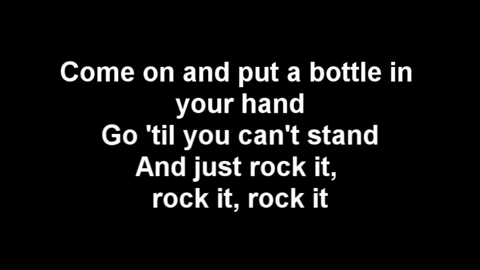 Come on and put a bottle in
your hand
Go 'til you can't stand
And just rock it,
rock it, rock it